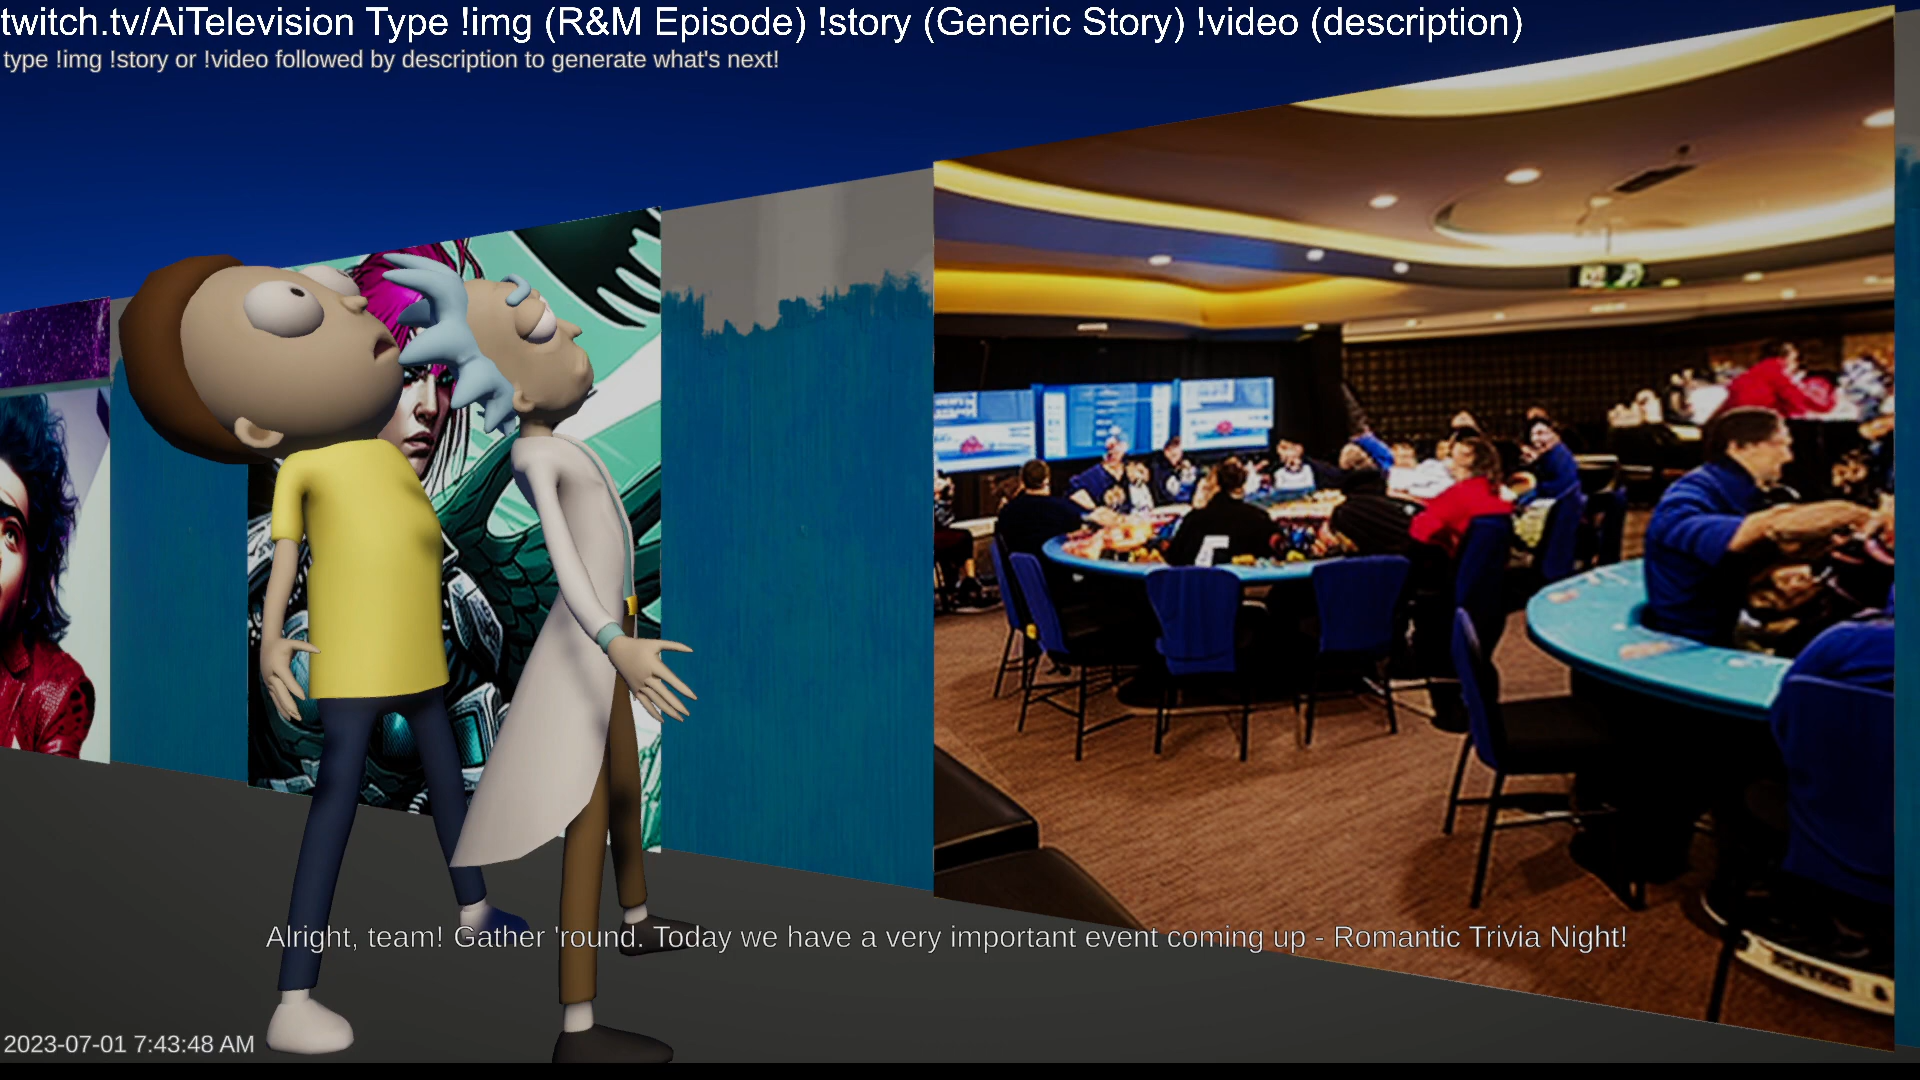 twitch.tv/AiTelevision Type !img (R&M Episode) !story (Generic Story) !video (description)
type !img !story or !video followed by description to generate what's next!
Alright, team! Gather 'round. Today we have a very important event coming up - Romantic Trivia Night!
2023-07-01 7:43:48 AM